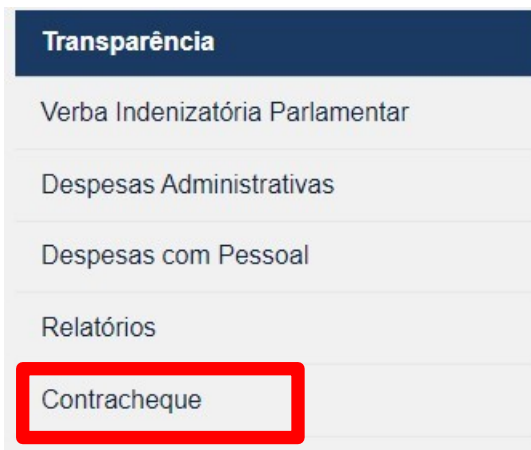 Transparência
Verba Indenizatória Parlamentar
Despesas Administrativas
Despesas com Pessoal
Relatórios
Contracheque